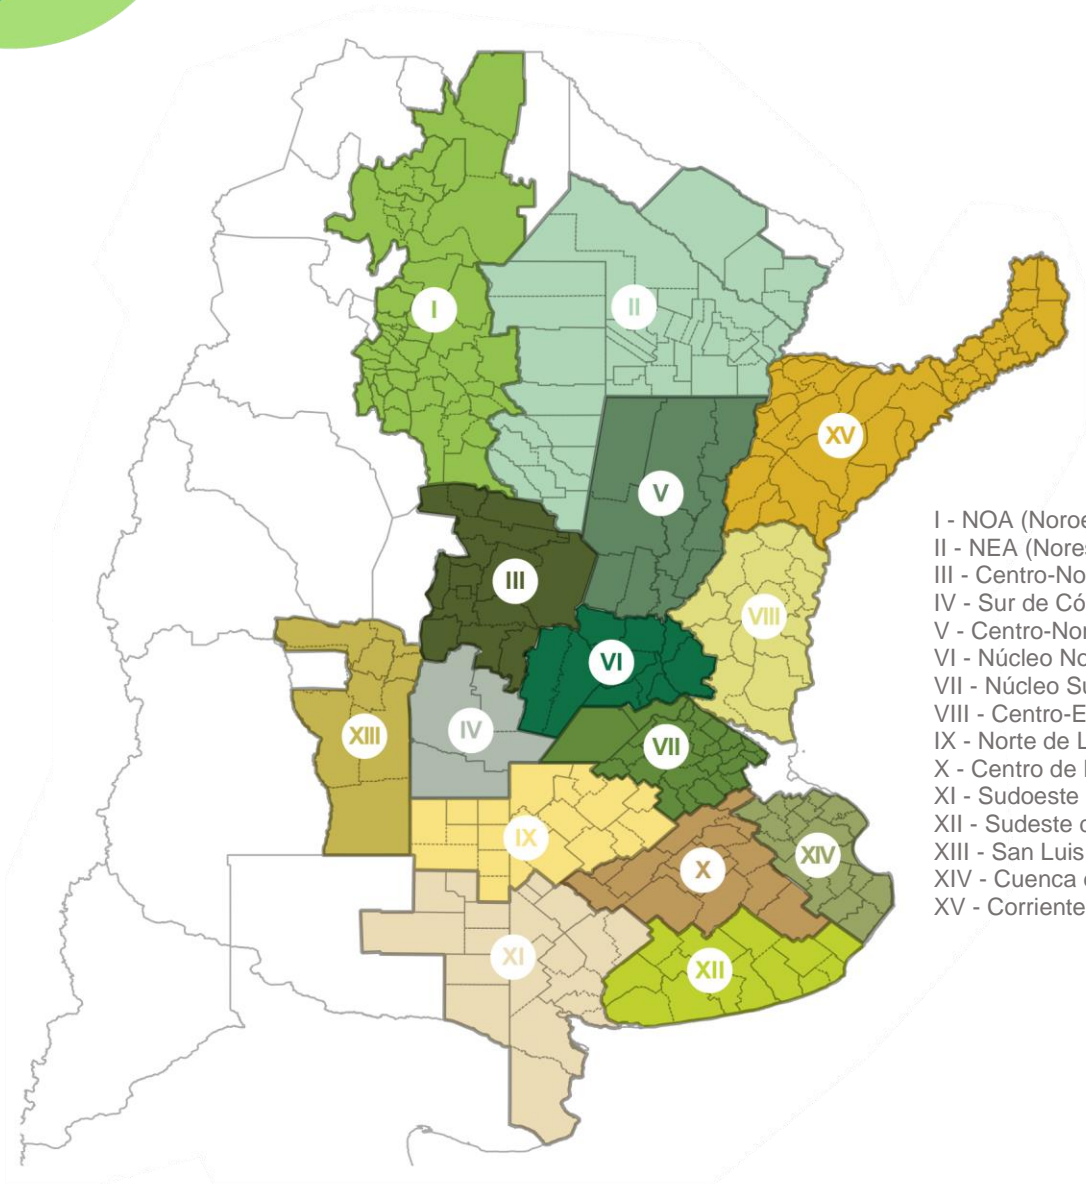 I
II
XV
V
III
VIII
VI
IV
XIII
VII
IX
XIV
X
XI
XII
I - NOA (Noroe
II - NEA (Nores
III - Centro-No
IV - Sur de Có
V - Centro-Nor
VI - Núcleo No
VII - Núcleo Su
VIII - Centro-E
IX - Norte de L
X - Centro de
XI - Sudoeste
XII - Sudeste
XIII - San Luis
XIV - Cuenca
XV - Corriente